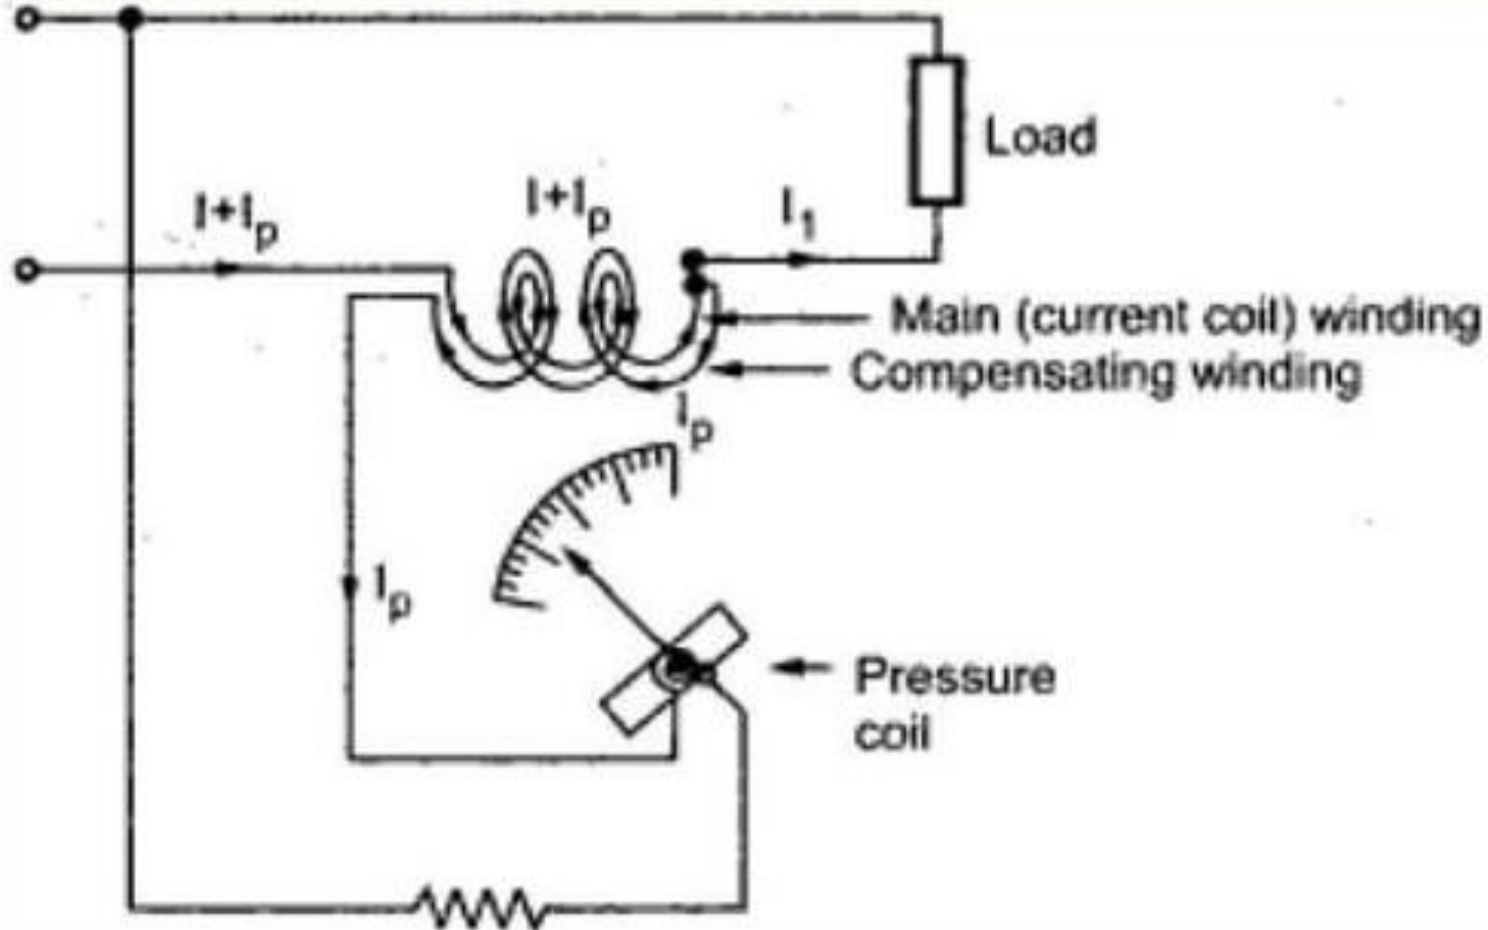 Load
I+Ip
I+Ip
I1
Main (current coil) winding
Compensating winding
Ip
Ip
Pressure
coil